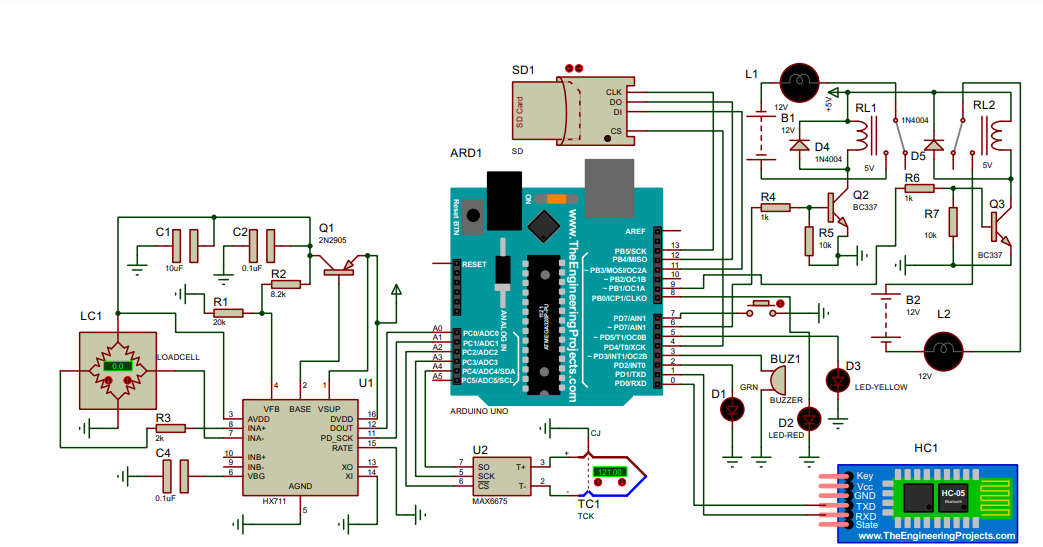 SD1
SD Card
CLK
DO
DI
CS
SD
L1
12V
B1
12V
+5V
RL1
5V
D4
1N4004
1N4004
D5
RL2
5V
ARD1
Reset BTN
ON
www.TheEngineeringProjects.com
RESET
AREF
PB5/SCK 13
PB4/MISO 12
~ PB3/MOSI/OC2A 11
~ PB2/OC1B 10
~ PB1/OC1A 9
PB0/ICP1/CLKO 8
PD7/AIN1 7
~ PD7/AIN1 6
~ PD5/T1/OC0B 5
PD4/T0/XCK 4
~ PD3/INT1/OC2B 3
PD2/INT0 2
PD1/TXD 1
PD0/RXD 0
ANALOG IN
A0 PC0/ADC0
A1 PC1/ADC1
A2 PC2/ADC2
A3 PC3/ADC3
A4 PC4/ADC4/SDA
A5 PC5/ADC5/SCL
ARDUINO UNO
R4
1k
Q2
BC337
R5
10k
R6
1k
R7
10k
Q3
BC337
B2
12V
L2
12V
C1
10uF
C2
0.1uF
Q1
2N2905
R2
8.2k
R1
20k
LC1
LOADCELL
0.0
R3
2k
C4
0.1uF
U1
4
2
1
VFB
BASE
VSUP
3 AVDD
8 INA+
7 INA-
10 INB+
9 INB-
6 VBG
DVDD 16
DOUT 12
PD_SCK 11
RATE 15
XO 13
XI 14
AGND
5
HX711
U2
7 SO
5 SCK
6 CS
T+ 3
T- 2
MAX6675
CJ
+
-
121.00
TC1
TCK
D1
GRN
BUZ1
BUZZER
D2
LED-RED
D3
LED-YELLOW
HC1
Key
Vcc
GND
TXD
RXD
State
HC-05
Bluetooth
www.TheEngineeringProjects.com